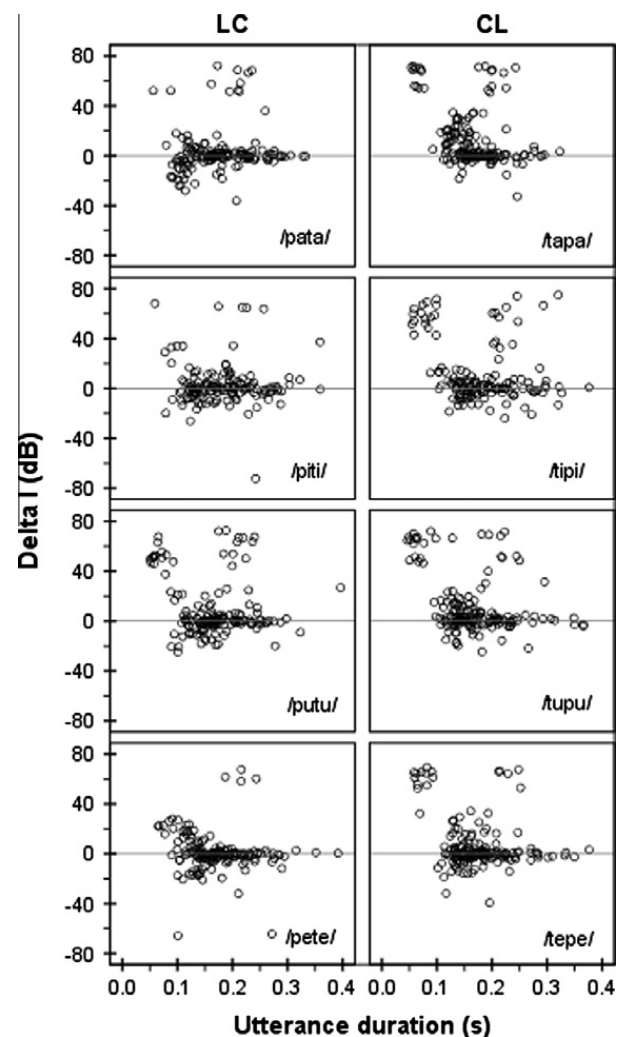 LC CL
80
40
0
-40
-80
/pata/ /tapa/
80
40
0
-40
-80
/piti/ /tipi/
80
40
0
-40
-80
/putu/ /tupu/
80
40
0
-40
-80
/pete/ /tepe/
Delta I (dB)
0.0 0.1 0.2 0.3 0.4 0.0 0.1 0.2 0.3 0.4
Utterance duration (s)